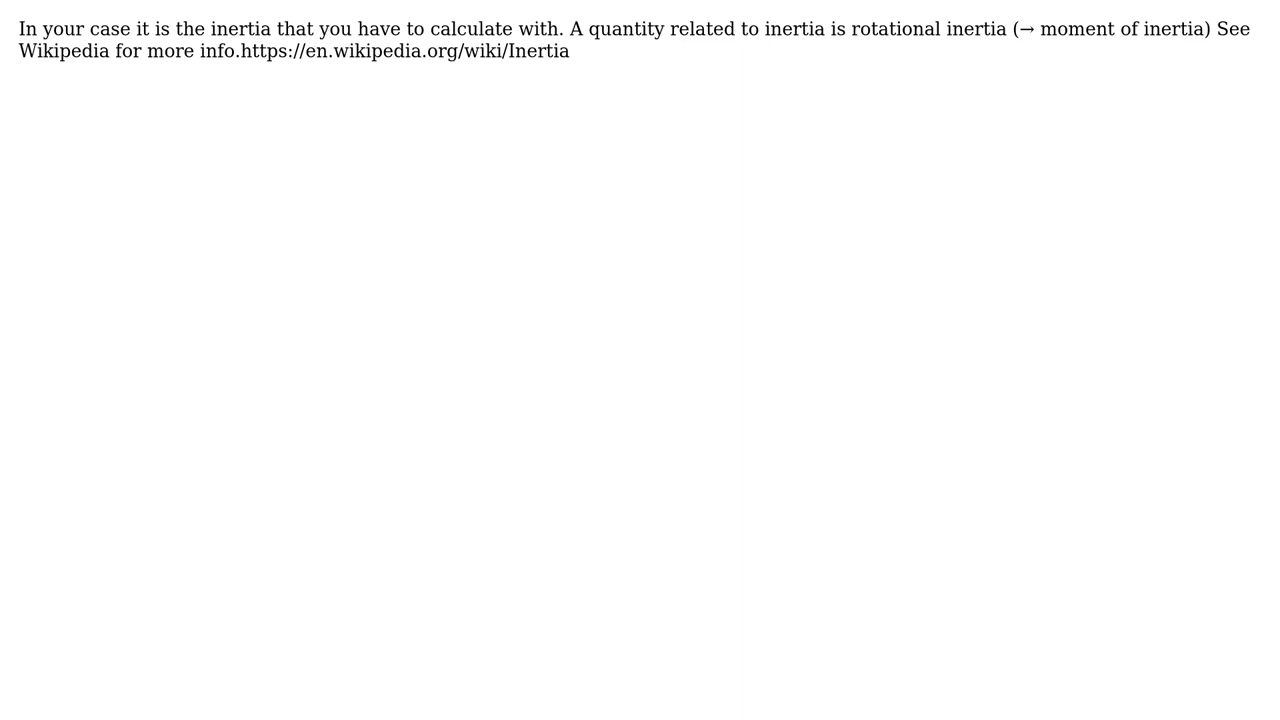 In your case it is the inertia that you have to calculate with. A quantity related to inertia is rotational inertia (→ moment of inertia) See
Wikipedia for more info.https://en.wikipedia.org/wiki/Inertia